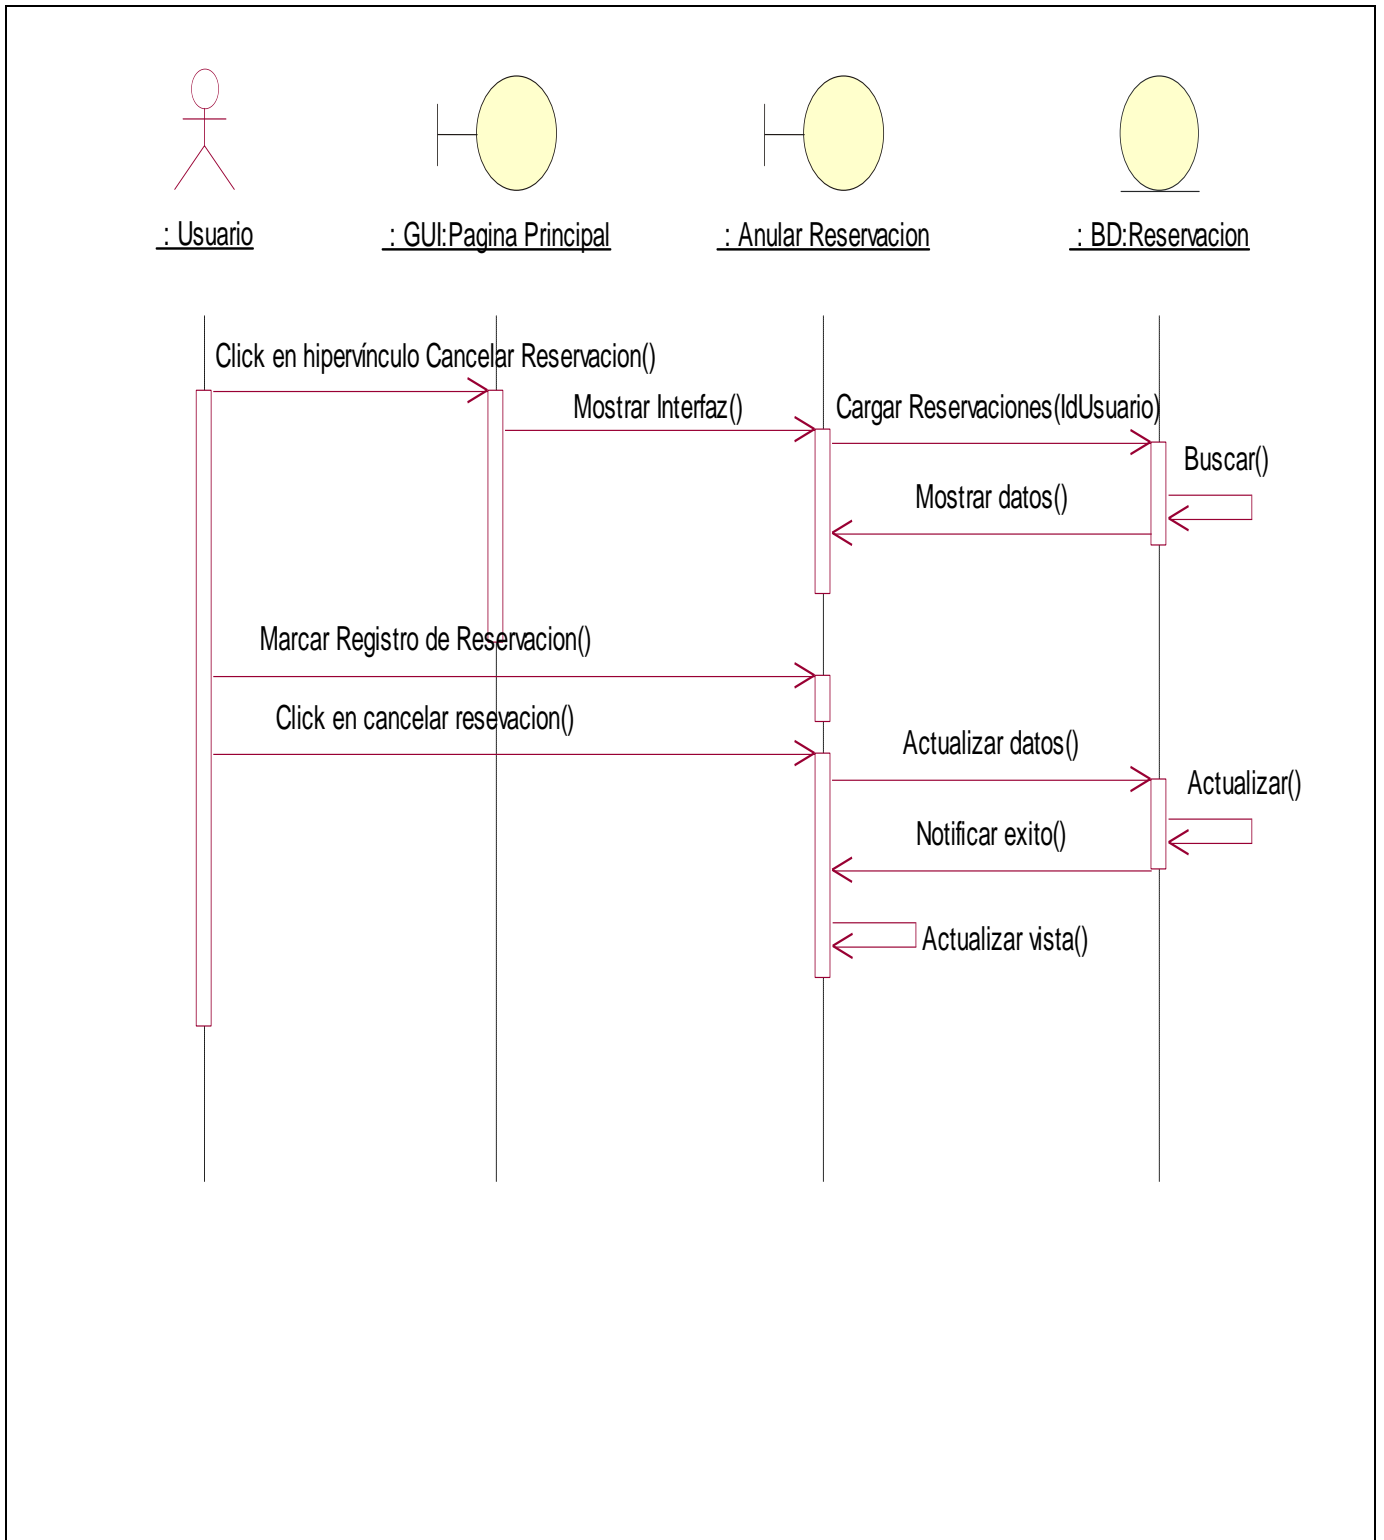 : Usuario
: GUI:Pagina Principal
: Anular Reservacion
: BD:Reservacion
Click en hipervínculo Cancelar Reservacion()
Mostrar Interfaz()
Cargar Reservaciones(IdUsuario)
Buscar()
Mostrar datos()
Marcar Registro de Reservacion()
Click en cancelar resevacion()
Actualizar datos()
Actualizar()
Notificar exito()
Actualizar vista()